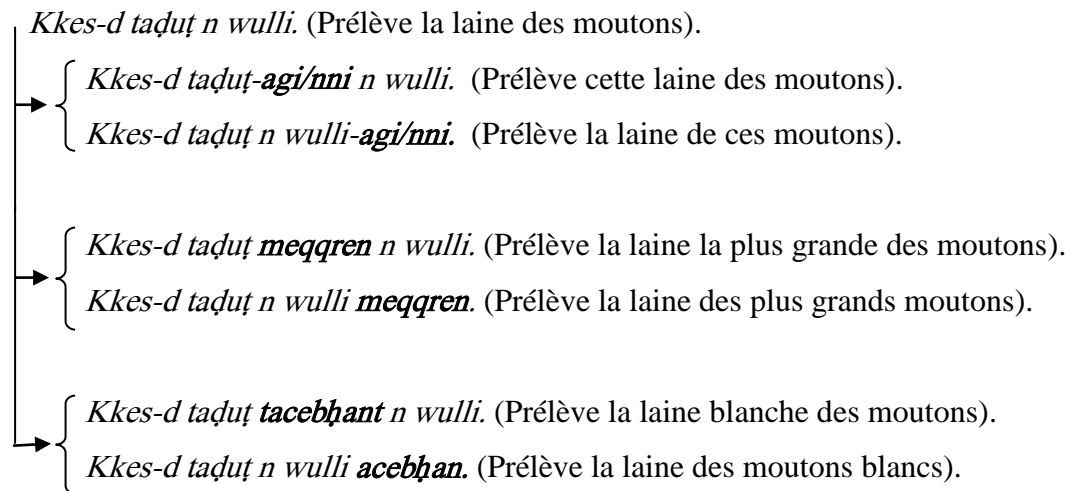 Kkes-d taḍuṭ n wulli. (Prélève la laine des moutons).
Kkes-d taḍuṭ-agi/nni n wulli. (Prélève cette laine des moutons).
Kkes-d taḍuṭ n wulli-agi/nni. (Prélève la laine de ces moutons).
Kkes-d taḍuṭ meqqren n wulli. (Prélève la laine la plus grande des moutons).
Kkes-d taḍuṭ n wulli meqqren. (Prélève la laine des plus grands moutons).
Kkes-d taḍuṭ tacebḥant n wulli. (Prélève la laine blanche des moutons).
Kkes-d taḍuṭ n wulli acebḥan. (Prélève la laine des moutons blancs).